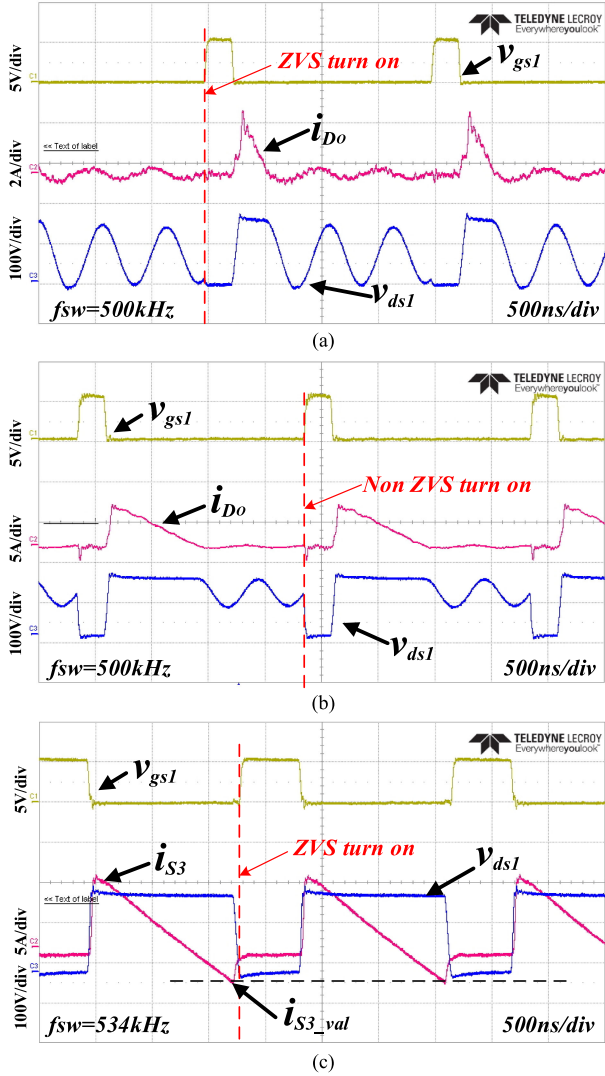 TELEDYNE LECROY
Everywhereyoulook™
ZVS turn on
v_gs1
5V/div
C1
i_Do
<< Text of label
2A/div
C2
100V/div
C3
v_ds1
fsw=500kHz
500ns/div
(a)
TELEDYNE LECROY
Everywhereyoulook™
v_gs1
5V/div
C1
Non ZVS turn on
i_Do
5A/div
C2
100V/div
C3
v_ds1
fsw=500kHz
500ns/div
(b)
TELEDYNE LECROY
Everywhereyoulook™
v_gs1
5V/div
C1
ZVS turn on
i_S3
v_ds1
<< Text of label
5A/div
C2
100V/div
C3
i_S3_val
fsw=534kHz
500ns/div
(c)